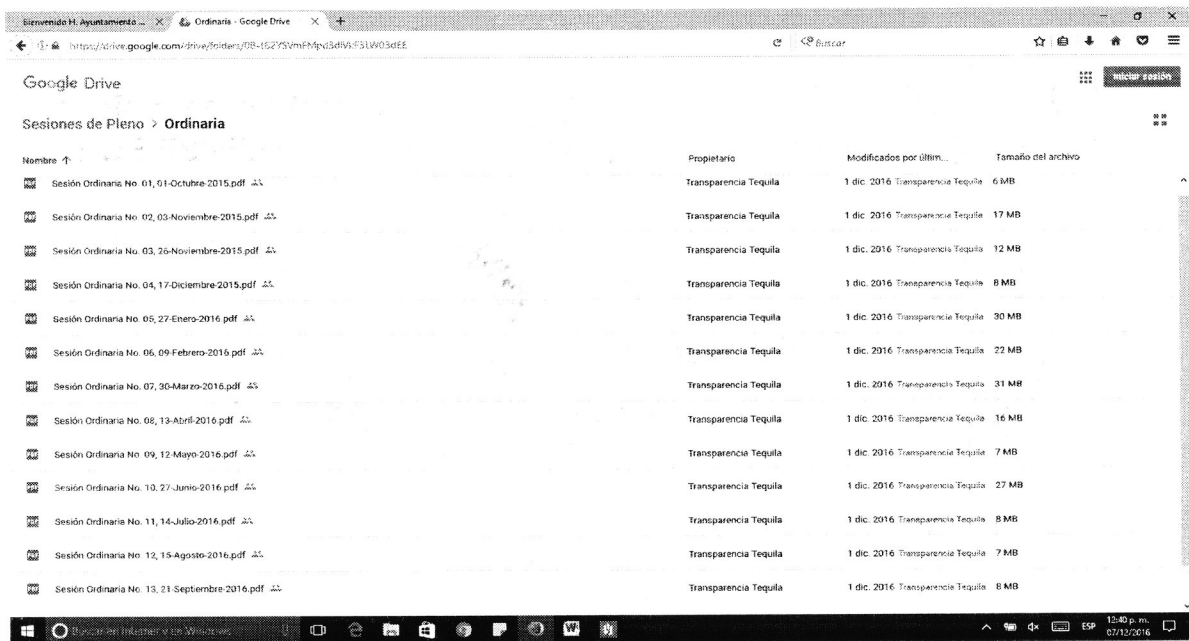 Bienvenido H. Ayuntamiento ... Ordinaria - Google Drive
Buscar
Google Drive
Iniciar sesión
Sesiones de Pleno > Ordinaria
Nombre Propietario Modificados por últim... Tamaño del archivo
Sesión Ordinaria No. 01, 01-Octubre-2015.pdf Transparencia Tequila 1 dic. 2016 Transparencia Tequila 6 MB
Sesión Ordinaria No. 02, 03-Noviembre-2015.pdf Transparencia Tequila 1 dic. 2016 Transparencia Tequila 17 MB
Sesión Ordinaria No. 03, 26-Noviembre-2015.pdf Transparencia Tequila 1 dic. 2016 Transparencia Tequila 12 MB
Sesión Ordinaria No. 04, 17-Diciembre-2015.pdf Transparencia Tequila 1 dic. 2016 Transparencia Tequila 8 MB
Sesión Ordinaria No. 05, 27-Enero-2016.pdf Transparencia Tequila 1 dic. 2016 Transparencia Tequila 30 MB
Sesión Ordinaria No. 06, 09-Febrero-2016.pdf Transparencia Tequila 1 dic. 2016 Transparencia Tequila 22 MB
Sesión Ordinaria No. 07, 30-Marzo-2016.pdf Transparencia Tequila 1 dic. 2016 Transparencia Tequila 31 MB
Sesión Ordinaria No. 08, 13-Abril-2016.pdf Transparencia Tequila 1 dic. 2016 Transparencia Tequila 16 MB
Sesión Ordinaria No. 09, 12-Mayo-2016.pdf Transparencia Tequila 1 dic. 2016 Transparencia Tequila 7 MB
Sesión Ordinaria No. 10, 27-Junio-2016.pdf Transparencia Tequila 1 dic. 2016 Transparencia Tequila 27 MB
Sesión Ordinaria No. 11, 14-Julio-2016.pdf Transparencia Tequila 1 dic. 2016 Transparencia Tequila 8 MB
Sesión Ordinaria No. 12, 15-Agosto-2016.pdf Transparencia Tequila 1 dic. 2016 Transparencia Tequila 7 MB
Sesión Ordinaria No. 13, 21-Septiembre-2016.pdf Transparencia Tequila 1 dic. 2016 Transparencia Tequila 8 MB
Buscar en Internet y en Windows ESP 12:40 p. m.
07/12/2016